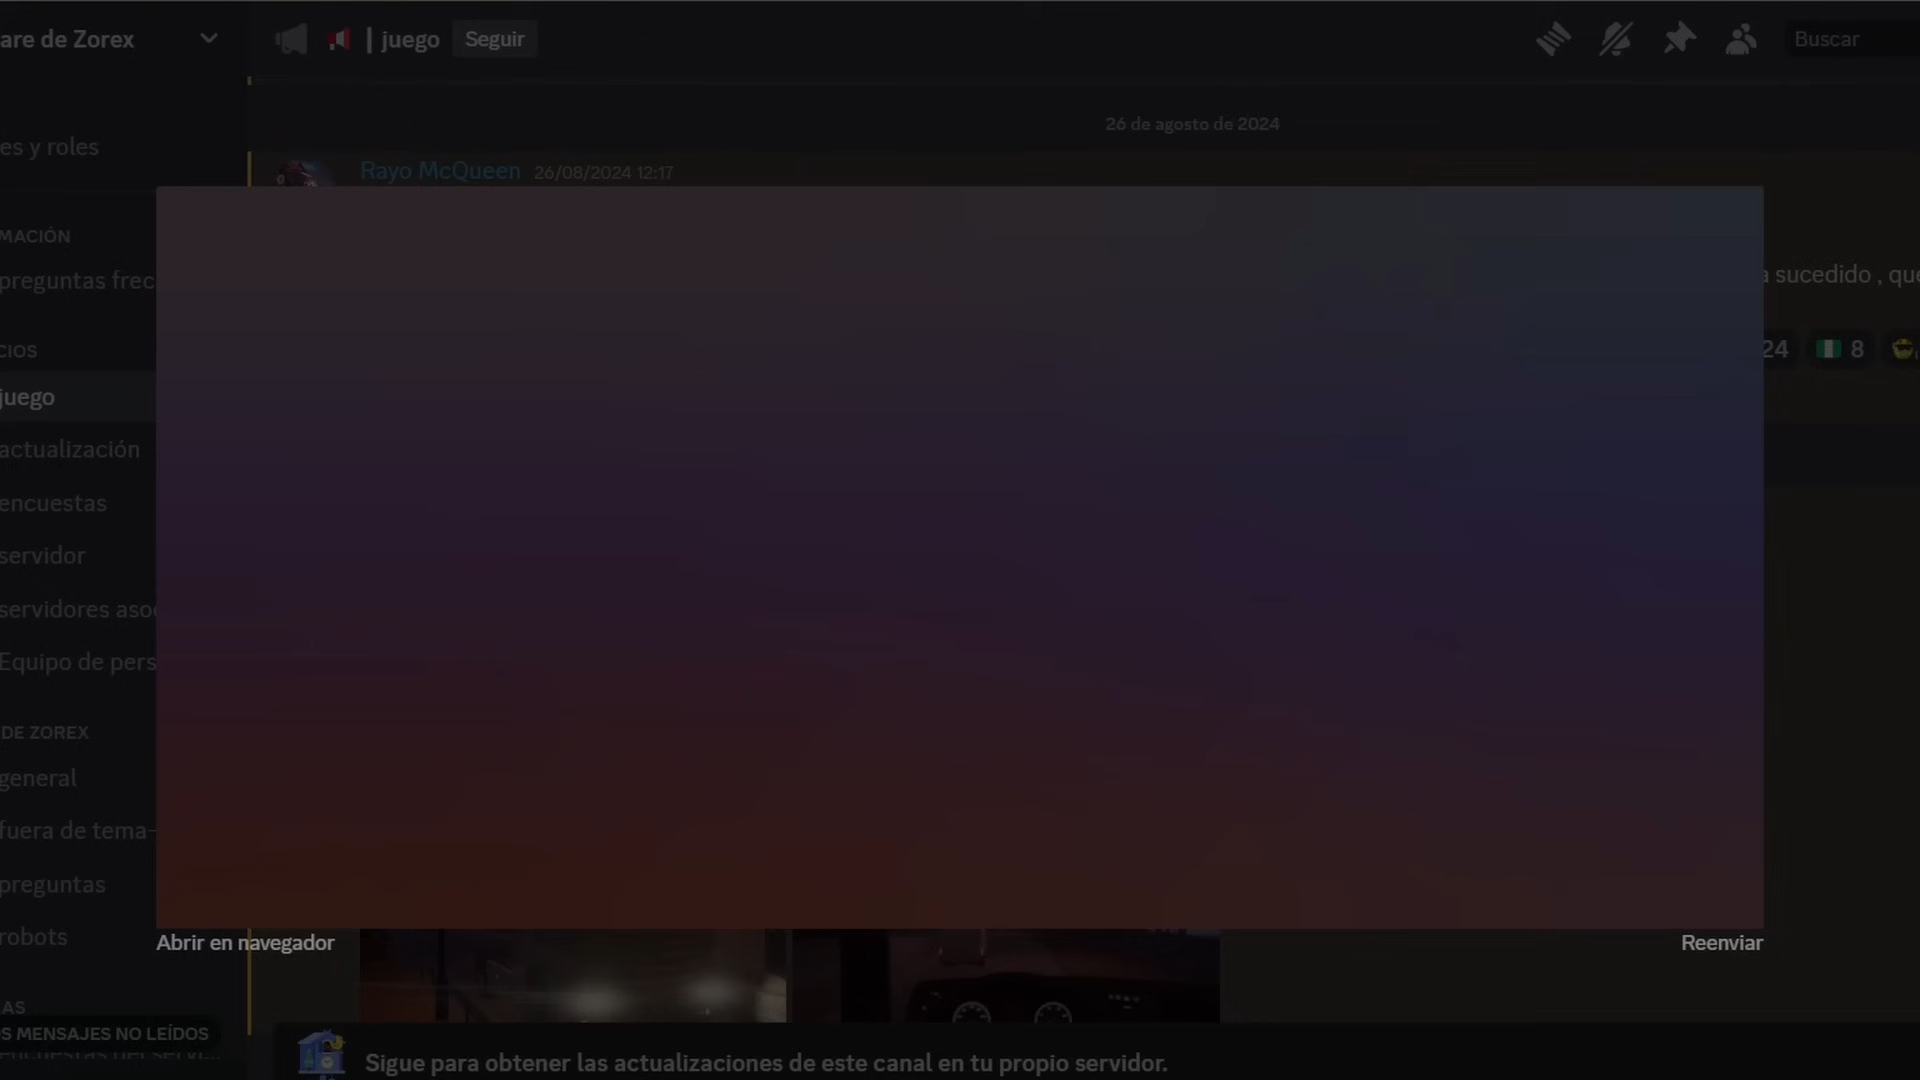 are de Zorex
| juego Seguir
Buscar
26 de agosto de 2024
es y roles
Rayo McQueen 26/08/2024 12:17
MACIÓN
preguntas frec
a sucedido , que
CIOS
24 8
juego
actualización
encuestas
servidor
servidores aso
Equipo de pers
DE ZOREX
general
fuera de tema-
preguntas
robots
Abrir en navegador
Reenviar
AS
S MENSAJES NO LEÍDOS
encuestas del servi...
Sigue para obtener las actualizaciones de este canal en tu propio servidor.